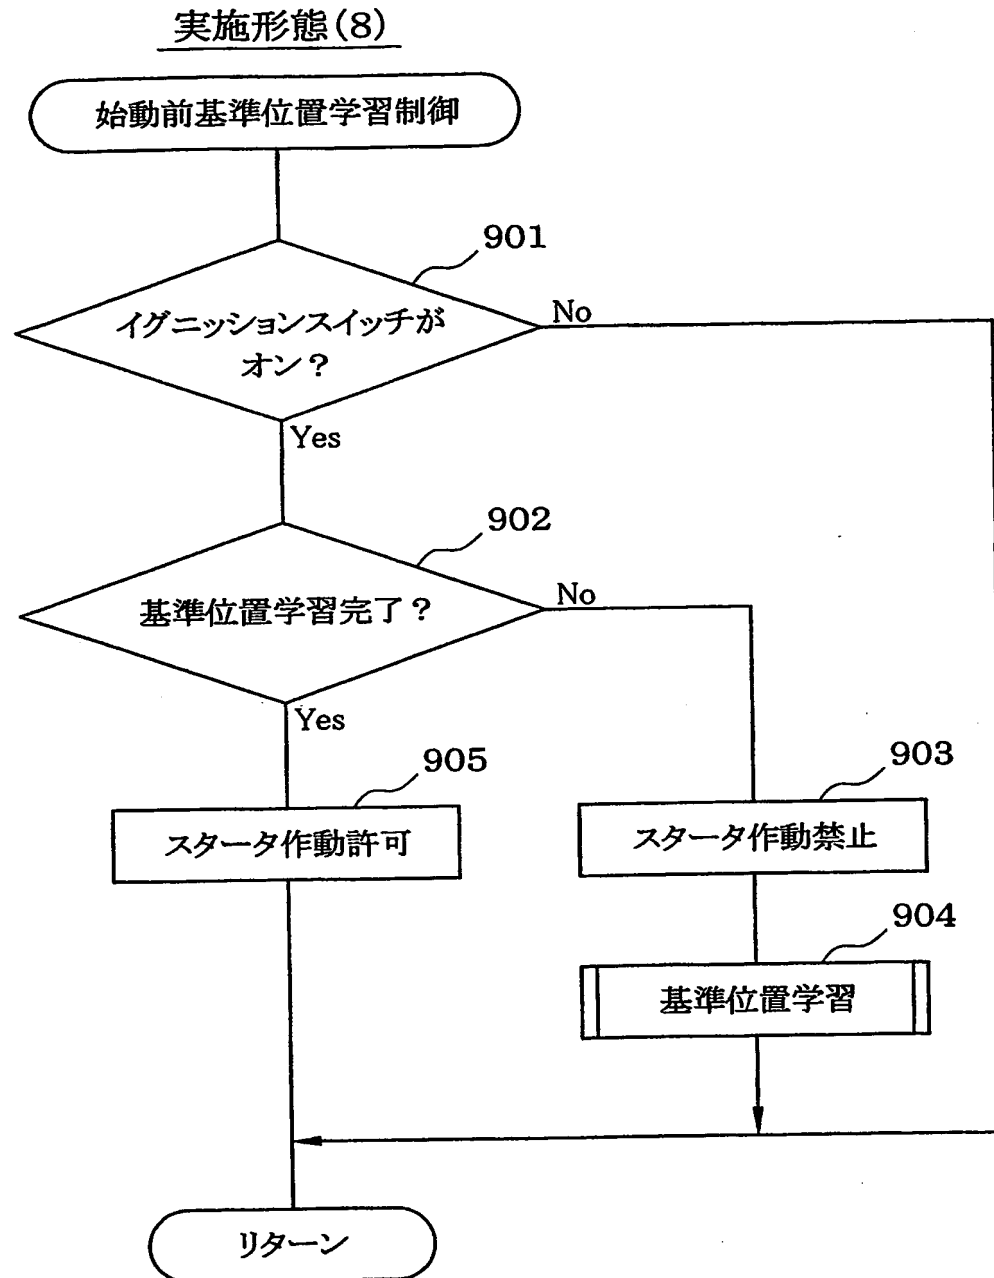 実施形態(8)
始動前基準位置学習制御
901
イグニッションスイッチが
オン?
No
Yes
902
基準位置学習完了?
No
Yes
905
スタータ作動許可
903
スタータ作動禁止
904
基準位置学習
リターン